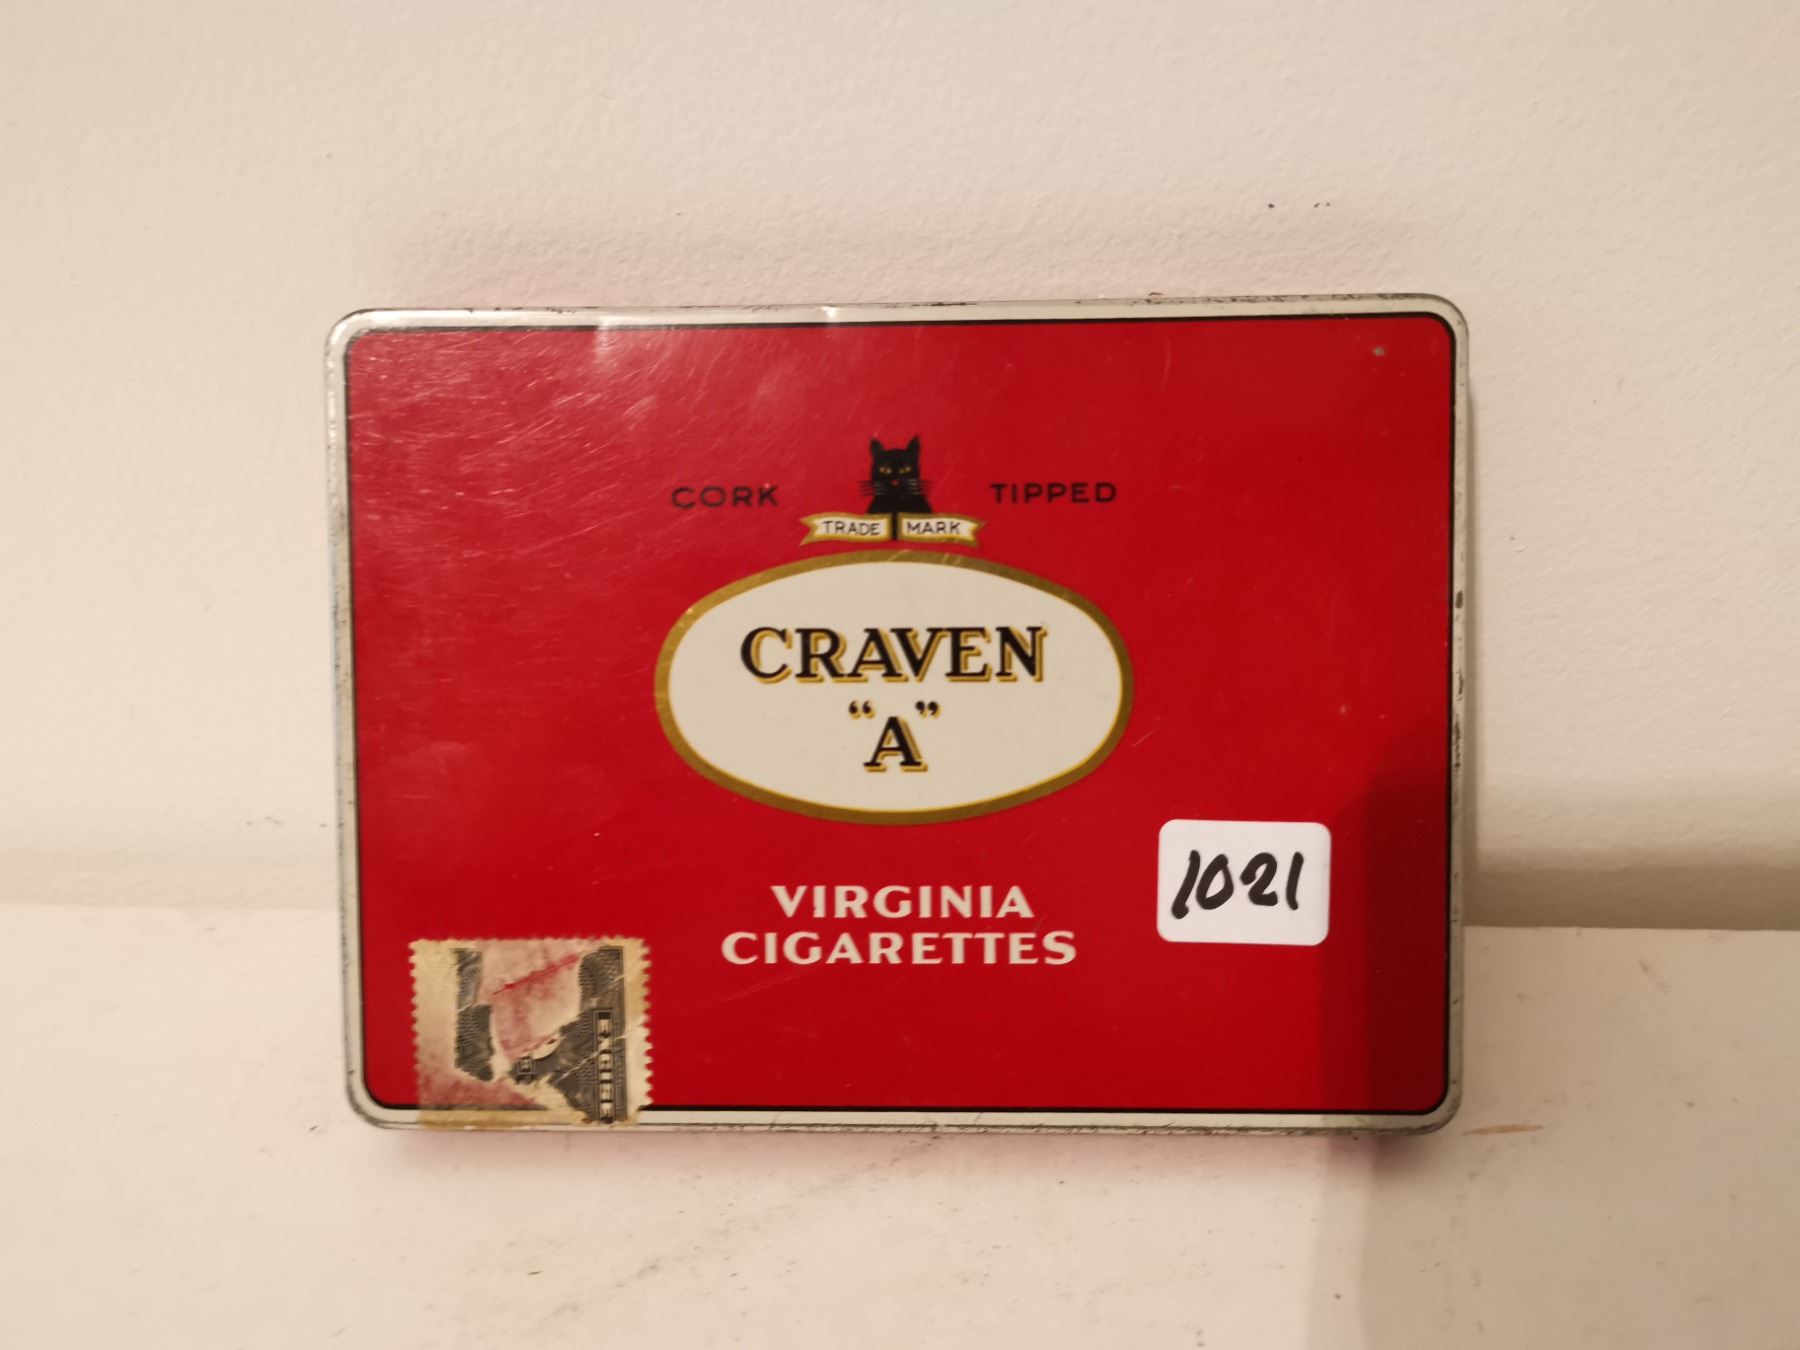 CORK TIPPED
TRADE MARK
CRAVEN
"A"
VIRGINIA
CIGARETTES
1021